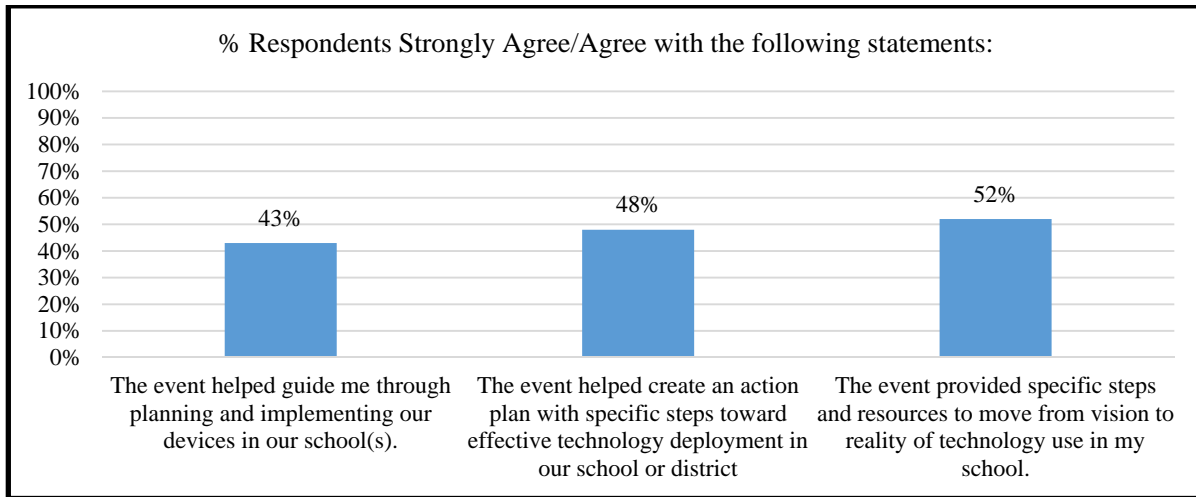 % Respondents Strongly Agree/Agree with the following statements:
100%
90%
80%
70%
60%
50%
40%
30%
20%
10%
0%
43%
48%
52%
The event helped guide me through
planning and implementing our
devices in our school(s).
The event helped create an action
plan with specific steps toward
effective technology deployment in
our school or district
The event provided specific steps
and resources to move from vision to
reality of technology use in my
school.